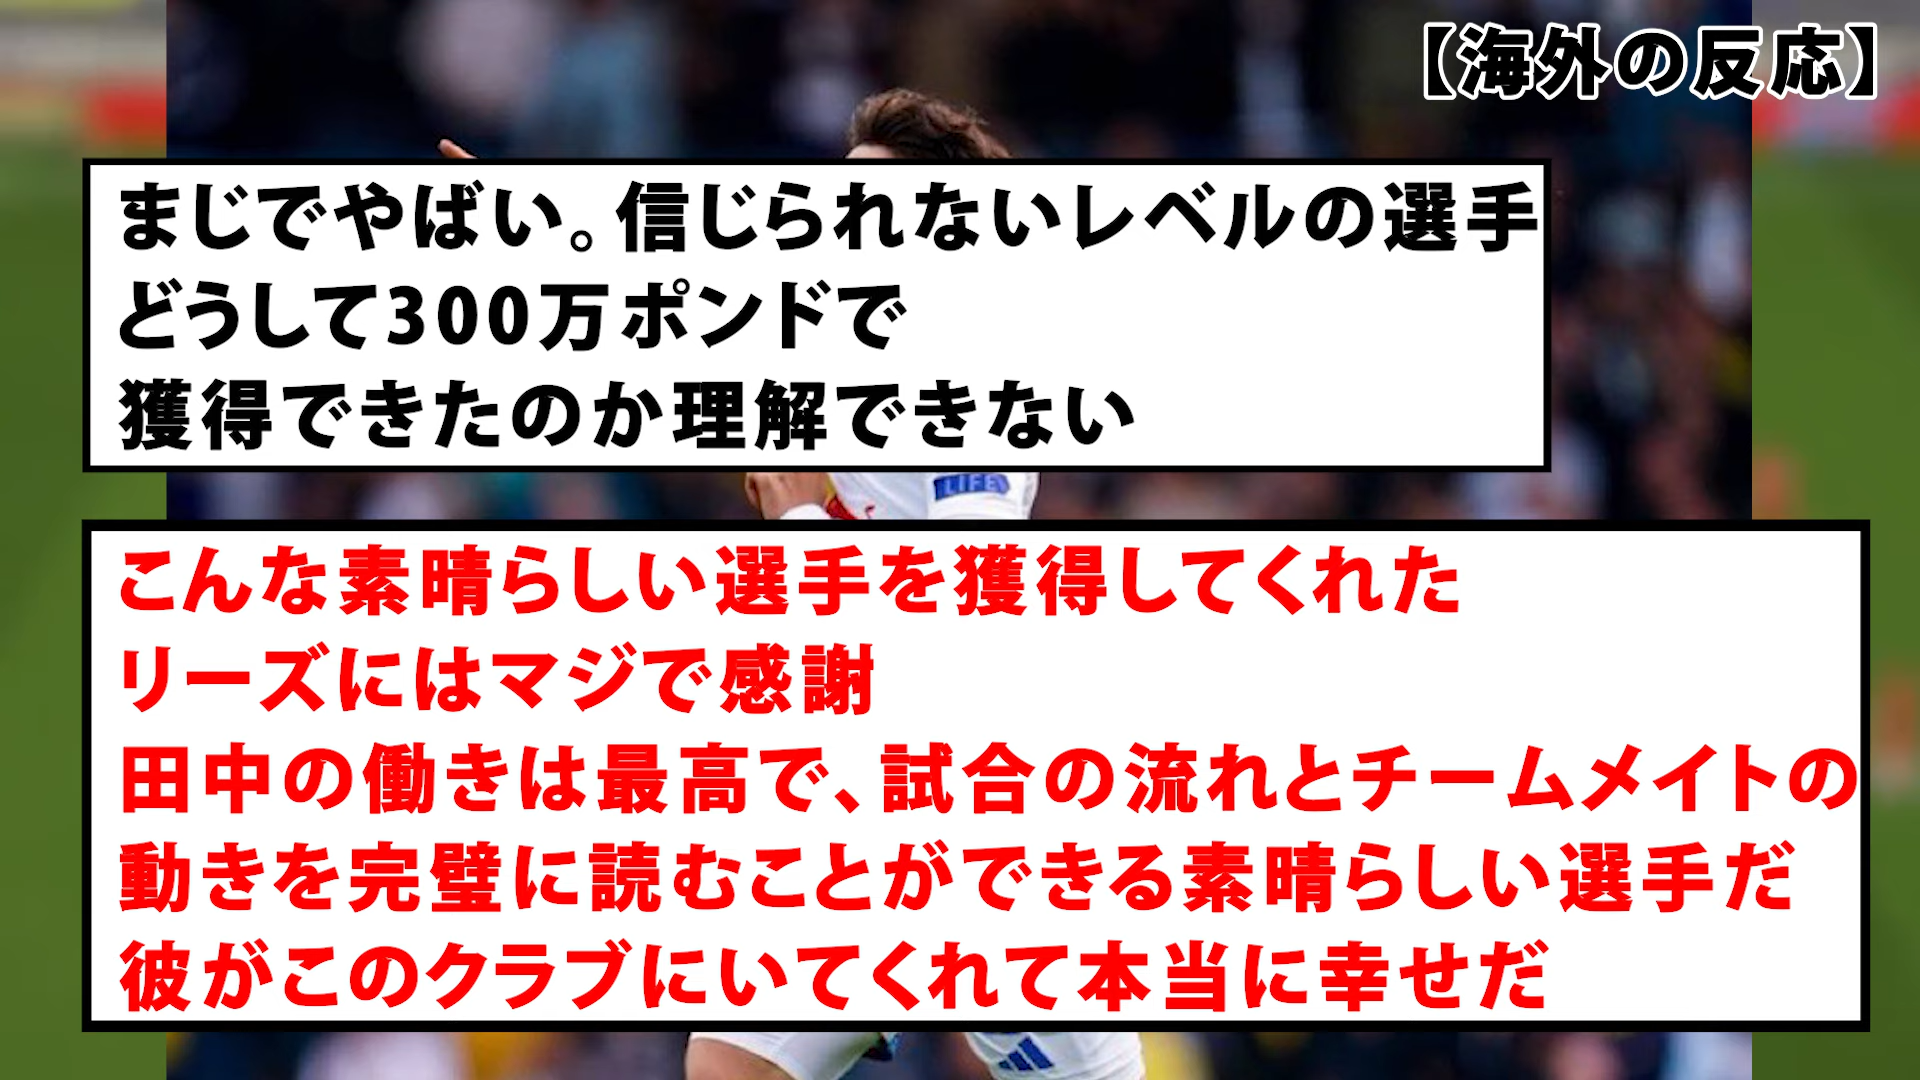 【海外の反応】
まじでやばい。信じられないレベルの選手
どうして300万ポンドで
獲得できたのか理解できない
LIFE
こんな素晴らしい選手を獲得してくれた
リーズにはマジで感謝
田中の働きは最高で、試合の流れとチームメイトの
動きを完璧に読むことができる素晴らしい選手だ
彼がこのクラブにいてくれて本当に幸せだ